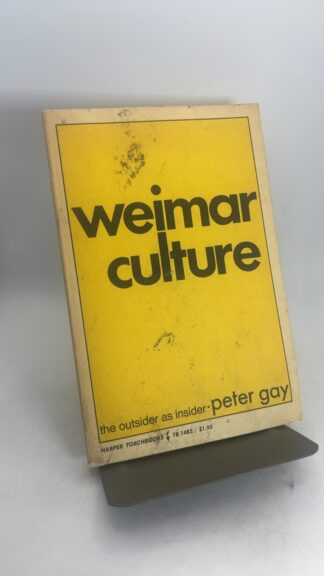 weimar
culture
the outsider as insider-peter gay
HARPER TORCHBOOKS TB 1482 / $1.95